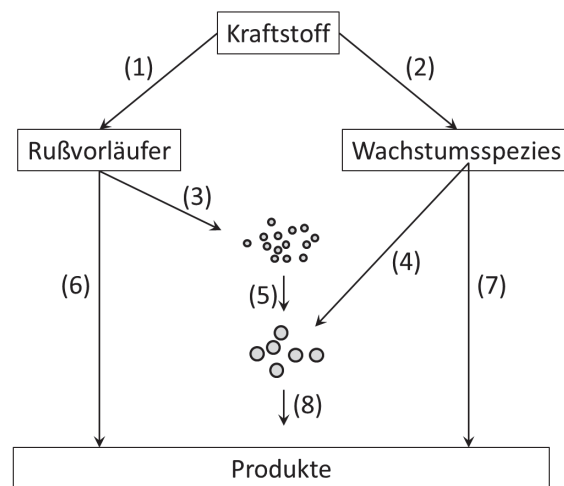 Kraftstoff
(1)
(2)
Rußvorläufer
Wachstumsspezies
(3)
(4)
(5)
(6)
(7)
(8)
Produkte